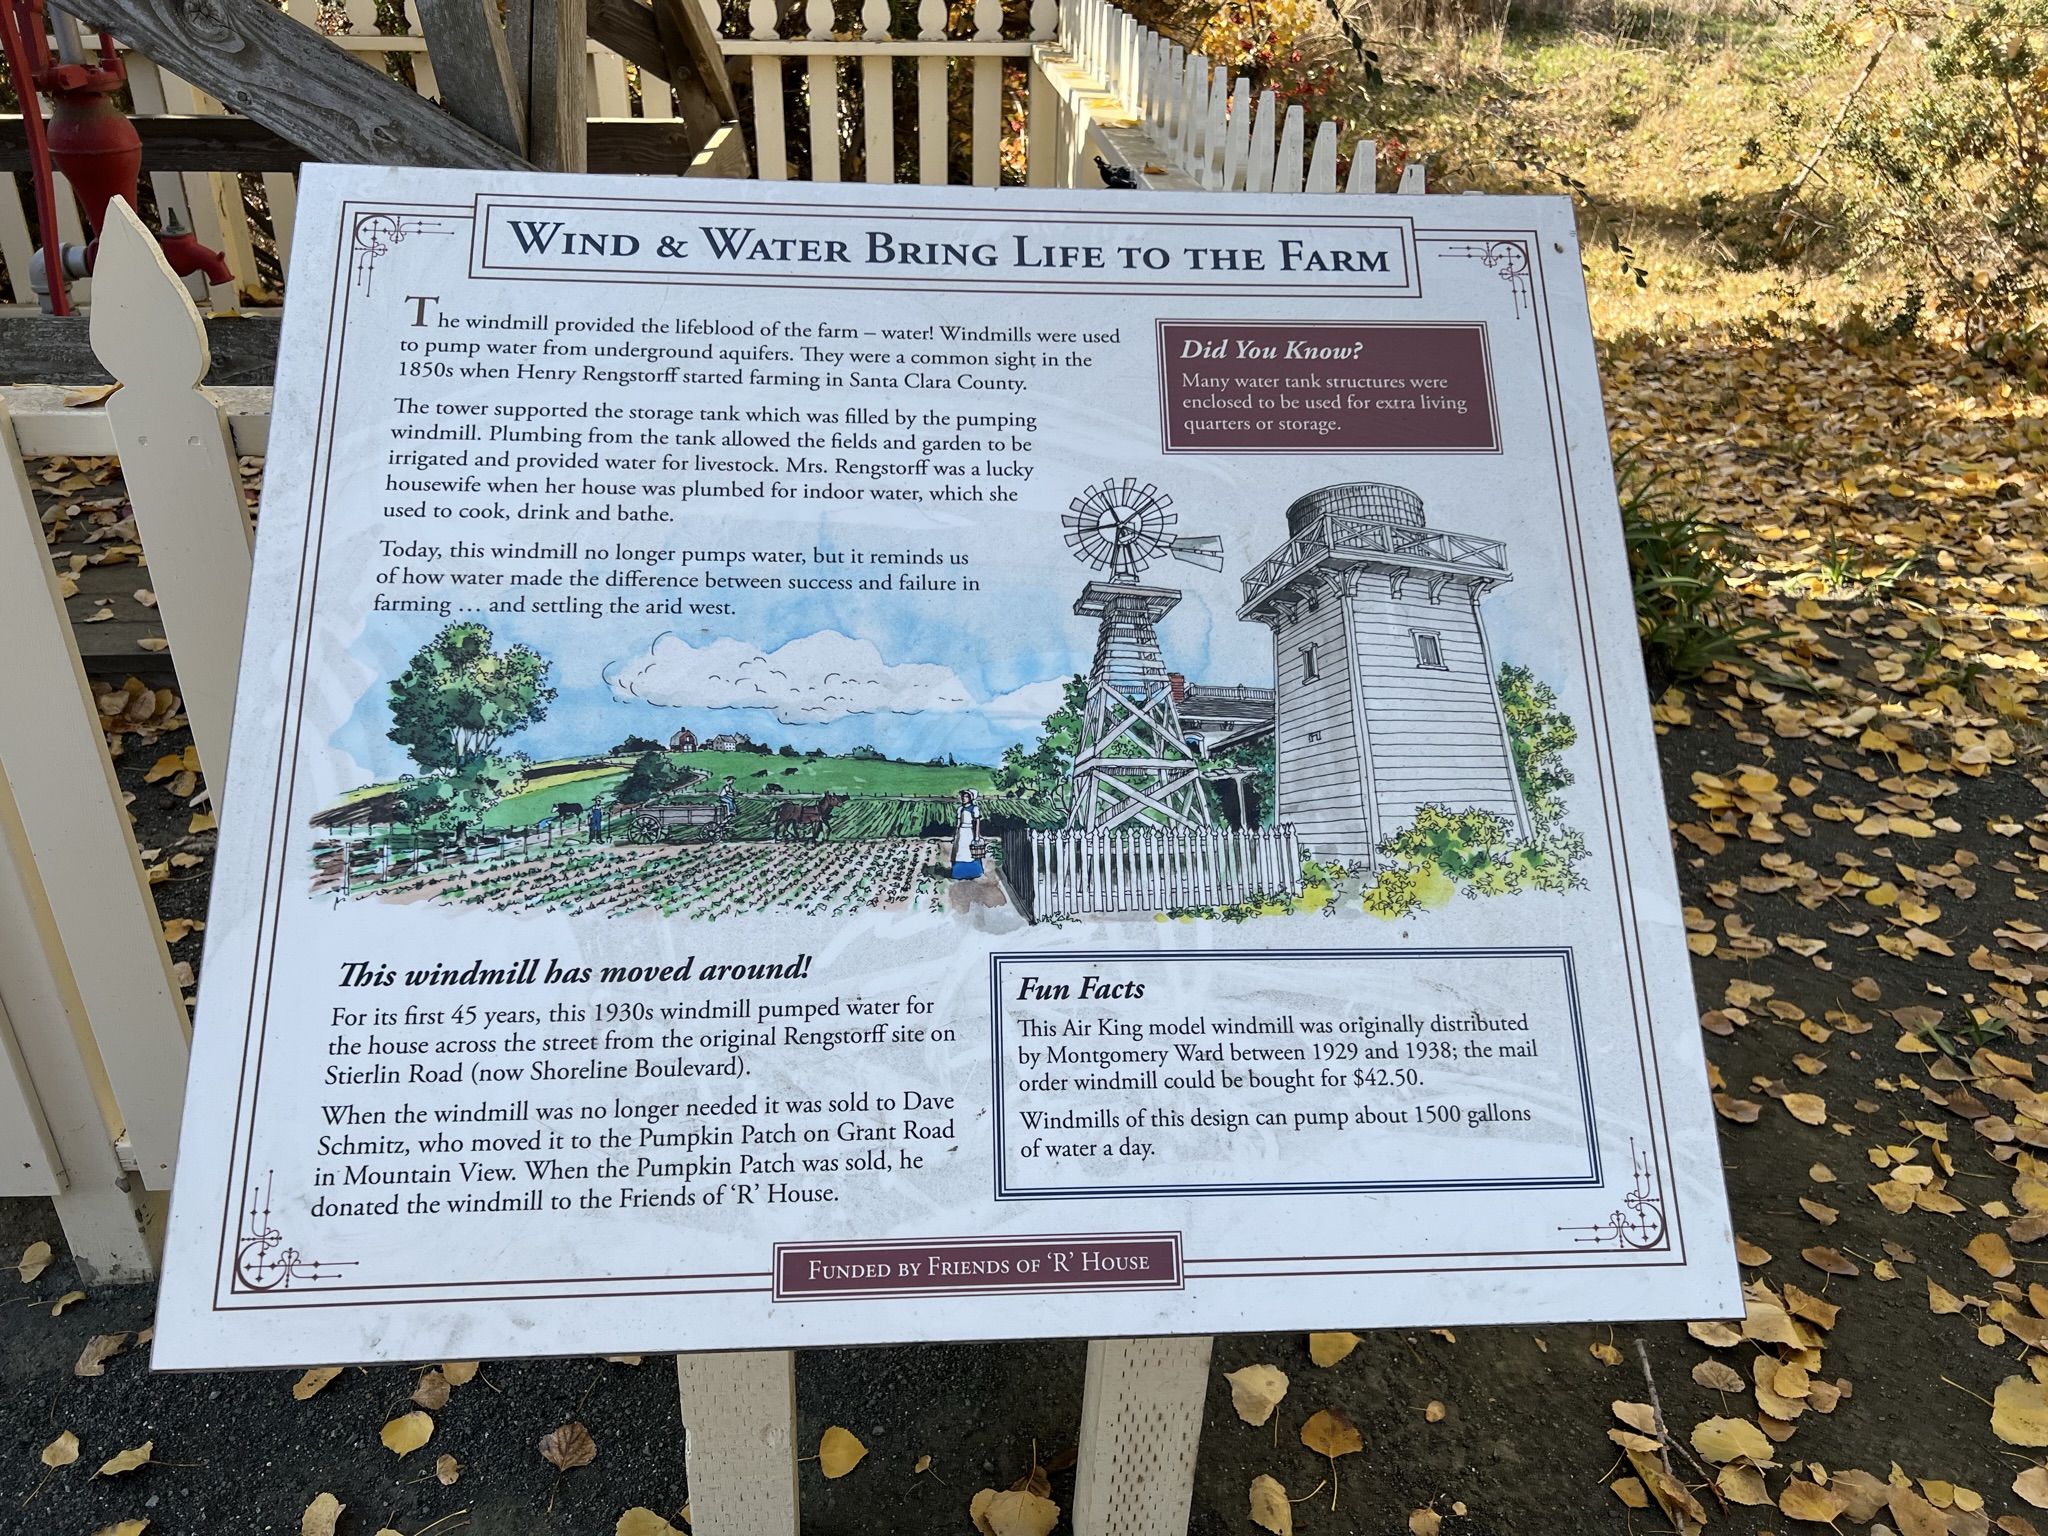 WIND & WATER BRING LIFE TO THE FARM
The windmill provided the lifeblood of the farm – water! Windmills were used
to pump water from underground aquifers. They were a common sight in the
1850s when Henry Rengstorff started farming in Santa Clara County.
The tower supported the storage tank which was filled by the pumping
windmill. Plumbing from the tank allowed the fields and garden to be
irrigated and provided water for livestock. Mrs. Rengstorff was a lucky
housewife when her house was plumbed for indoor water, which she
used to cook, drink and bathe.
Today, this windmill no longer pumps water, but it reminds us
of how water made the difference between success and failure in
farming … and settling the arid west.
Did You Know?
Many water tank structures were
enclosed to be used for extra living
quarters or storage.
This windmill has moved around!
For its first 45 years, this 1930s windmill pumped water for
the house across the street from the original Rengstorff site on
Stierlin Road (now Shoreline Boulevard).
When the windmill was no longer needed it was sold to Dave
Schmitz, who moved it to the Pumpkin Patch on Grant Road
in Mountain View. When the Pumpkin Patch was sold, he
donated the windmill to the Friends of ‘R’ House.
Fun Facts
This Air King model windmill was originally distributed
by Montgomery Ward between 1929 and 1938; the mail
order windmill could be bought for $42.50.
Windmills of this design can pump about 1500 gallons
of water a day.
FUNDED BY FRIENDS OF ‘R’ HOUSE